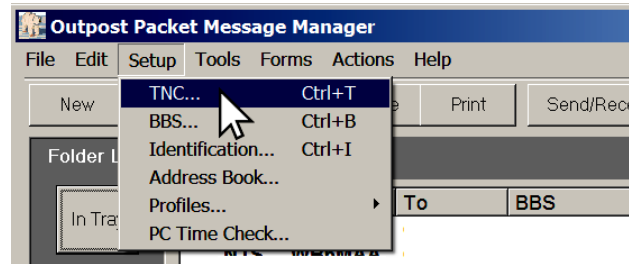 Outpost Packet Message Manager
File Edit Setup Tools Forms Actions Help
New Print Send/Rece
TNC... Ctrl+T
BBS... Ctrl+B
Identification... Ctrl+I
Address Book...
Profiles...
PC Time Check...
Folder L
In Tray
To BBS